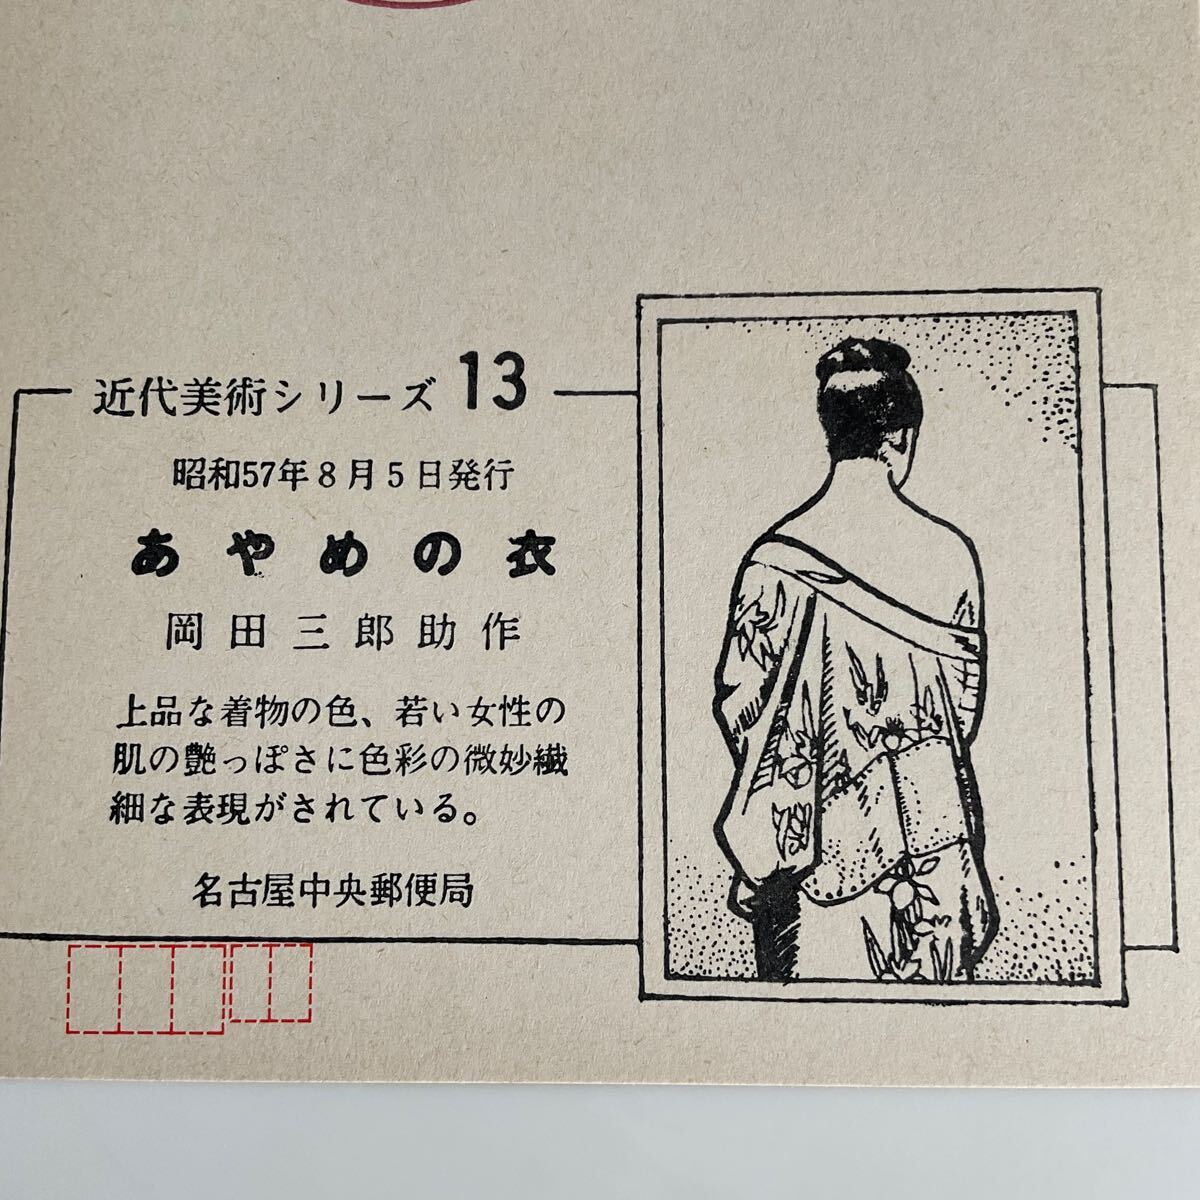 近代美術シリーズ 13
昭和57年8月5日発行
あやめの衣
岡田三郎助作
上品な着物の色、若い女性の
肌の艶っぽさに色彩の微妙繊
細な表現がされている。
名古屋中央郵便局